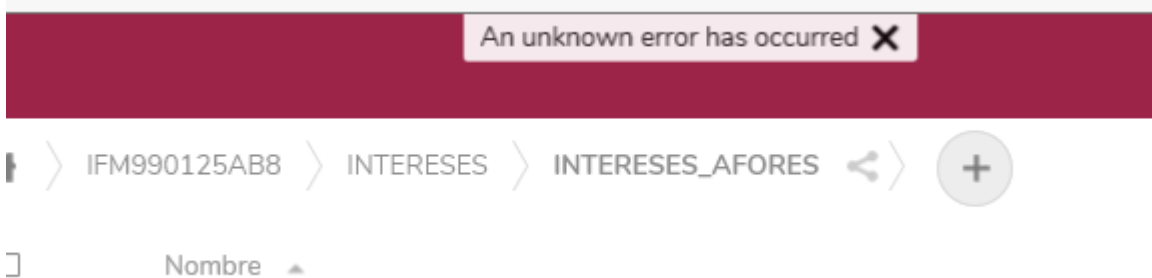 An unknown error has occurred
IFM990125AB8 INTERESES INTERESES_AFORES +
Nombre